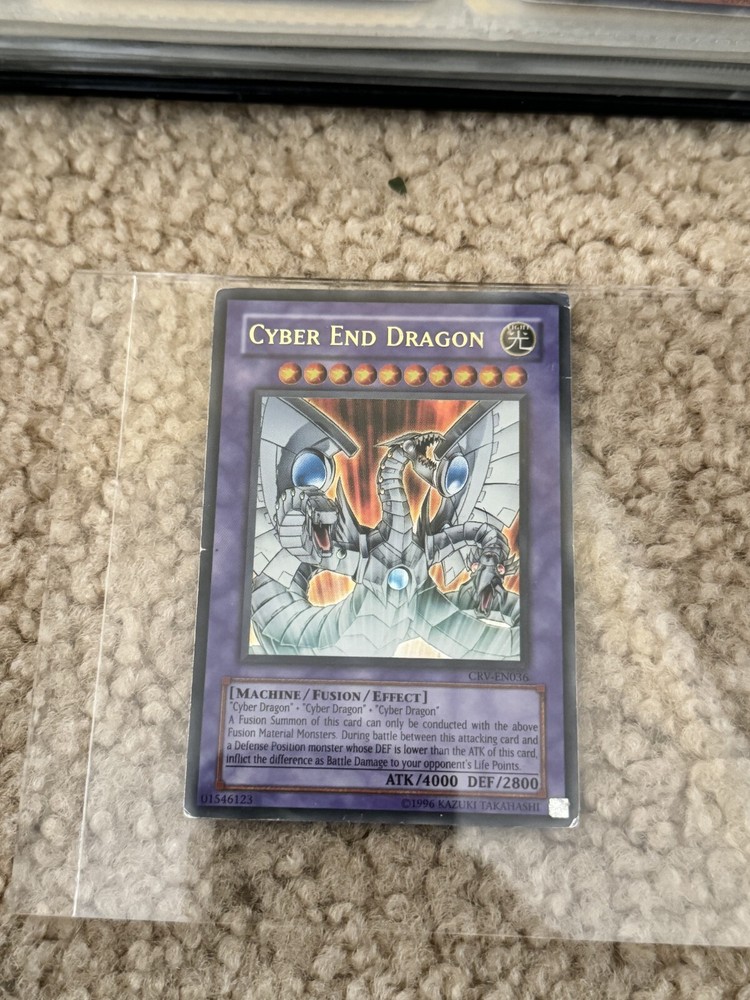 CYBER END DRAGON
LIGHT
光
CRV-EN036
[MACHINE/FUSION/EFFECT]
"Cyber Dragon" + "Cyber Dragon" + "Cyber Dragon"
A Fusion Summon of this card can only be conducted with the above
Fusion Material Monsters. During battle between this attacking card and
a Defense Position monster whose DEF is lower than the ATK of this card,
inflict the difference as Battle Damage to your opponent's Life Points.
ATK/4000 DEF/2800
01546123
©1996 KAZUKI TAKAHASHI